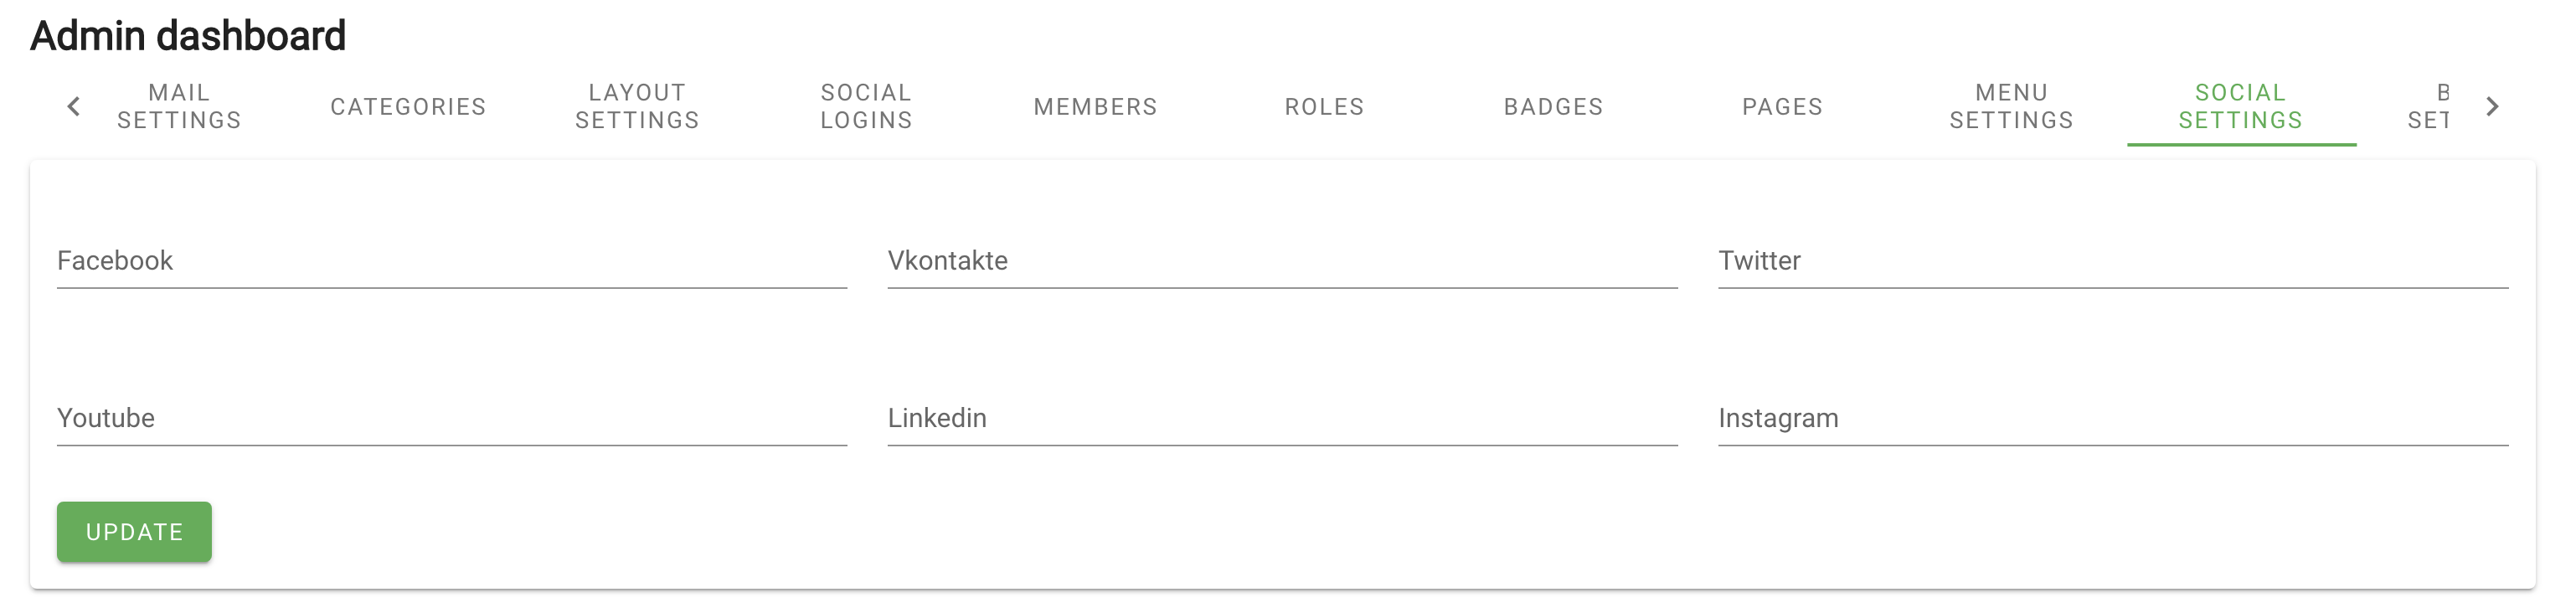 Admin dashboard
MAIL
SETTINGS
CATEGORIES
LAYOUT
SETTINGS
SOCIAL
LOGINS
MEMBERS
ROLES
BADGES
PAGES
MENU
SETTINGS
SOCIAL
SETTINGS
Facebook
Vkontakte
Twitter
Youtube
Linkedin
Instagram
UPDATE